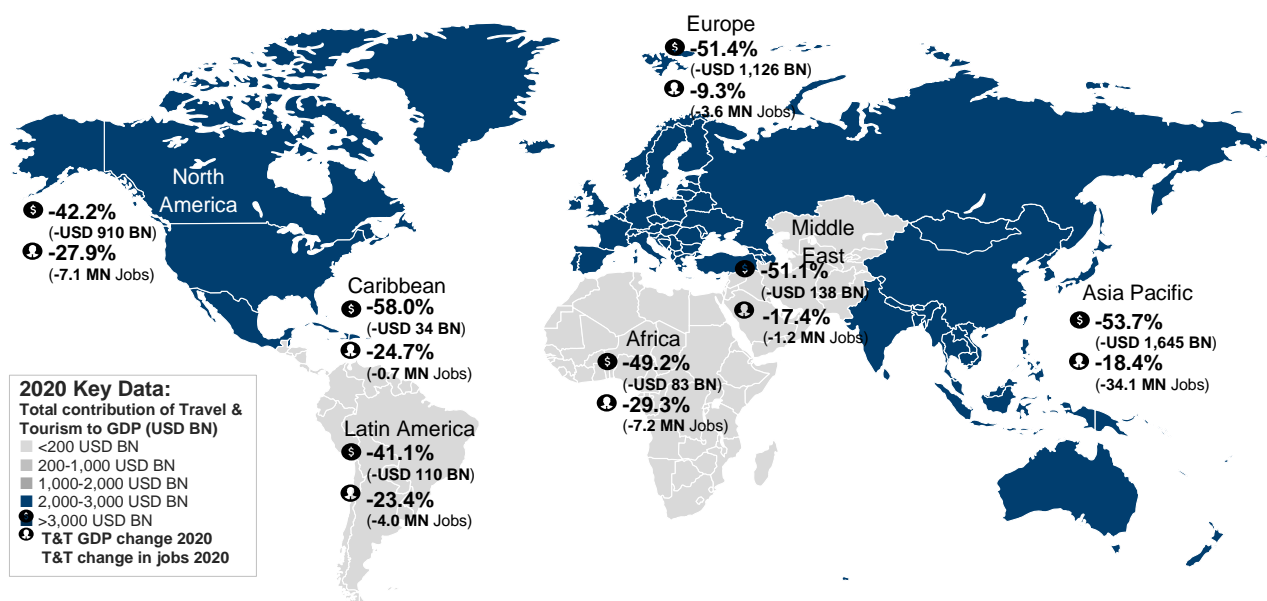 Europe
-51.4%
(-USD 1,126 BN)
-9.3%
(-3.6 MN Jobs)
North
America
-42.2%
(-USD 910 BN)
-27.9%
(-7.1 MN Jobs)
Caribbean
-58.0%
(-USD 34 BN)
-24.7%
(-0.7 MN Jobs)
Middle
East
-51.1%
(-USD 138 BN)
-17.4%
(-1.2 MN Jobs)
Asia Pacific
-53.7%
(-USD 1,645 BN)
-18.4%
(-34.1 MN Jobs)
Africa
-49.2%
(-USD 83 BN)
-29.3%
(-7.2 MN Jobs)
Latin America
-41.1%
(-USD 110 BN)
-23.4%
(-4.0 MN Jobs)
2020 Key Data:
Total contribution of Travel &
Tourism to GDP (USD BN)
<200 USD BN
200-1,000 USD BN
1,000-2,000 USD BN
2,000-3,000 USD BN
>3,000 USD BN
T&T GDP change 2020
T&T change in jobs 2020